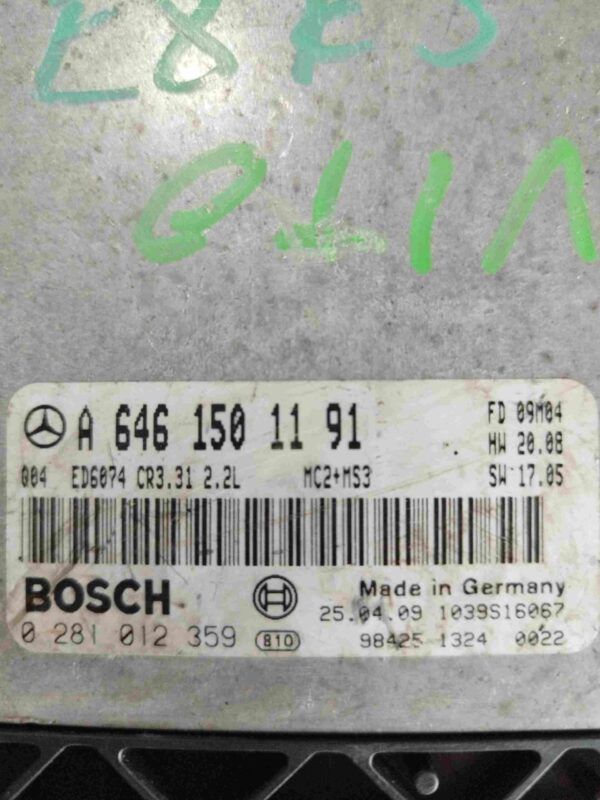 VITO
A 646 150 11 91 FD 09M04
HW 20.08
004 ED6074 CR3.31 2.2L MC2+MS3 SW 17.05
BOSCH Made in Germany
25.04.09 1039S16067
0 281 012 359 810 98425 1324 0022